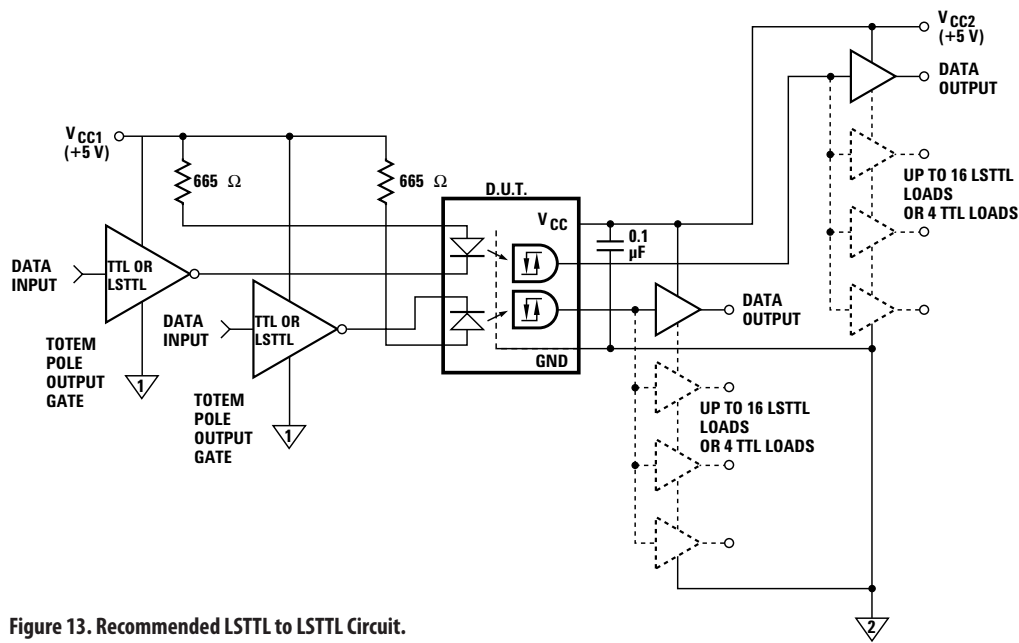 V CC2
(+5 V)
DATA
OUTPUT
V CC1
(+5 V)
665 Ω
665 Ω
D.U.T.
V CC
0.1
µF
UP TO 16 LSTTL
LOADS
OR 4 TTL LOADS
DATA
INPUT
TTL OR
LSTTL
DATA
INPUT
TTL OR
LSTTL
DATA
OUTPUT
GND
TOTEM
POLE
OUTPUT
GATE
1
TOTEM
POLE
OUTPUT
GATE
1
UP TO 16 LSTTL
LOADS
OR 4 TTL LOADS
2
Figure 13. Recommended LSTTL to LSTTL Circuit.